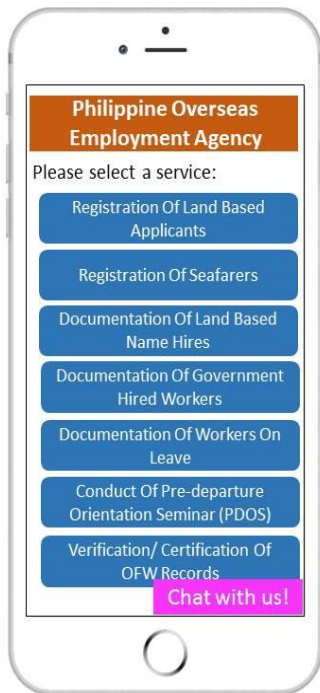 Philippine Overseas
Employment Agency
Please select a service:
Registration Of Land Based
Applicants
Registration Of Seafarers
Documentation Of Land Based
Name Hires
Documentation Of Government
Hired Workers
Documentation Of Workers On
Leave
Conduct Of Pre-departure
Orientation Seminar (PDOS)
Verification/ Certification Of
OFW Records
Chat with us!